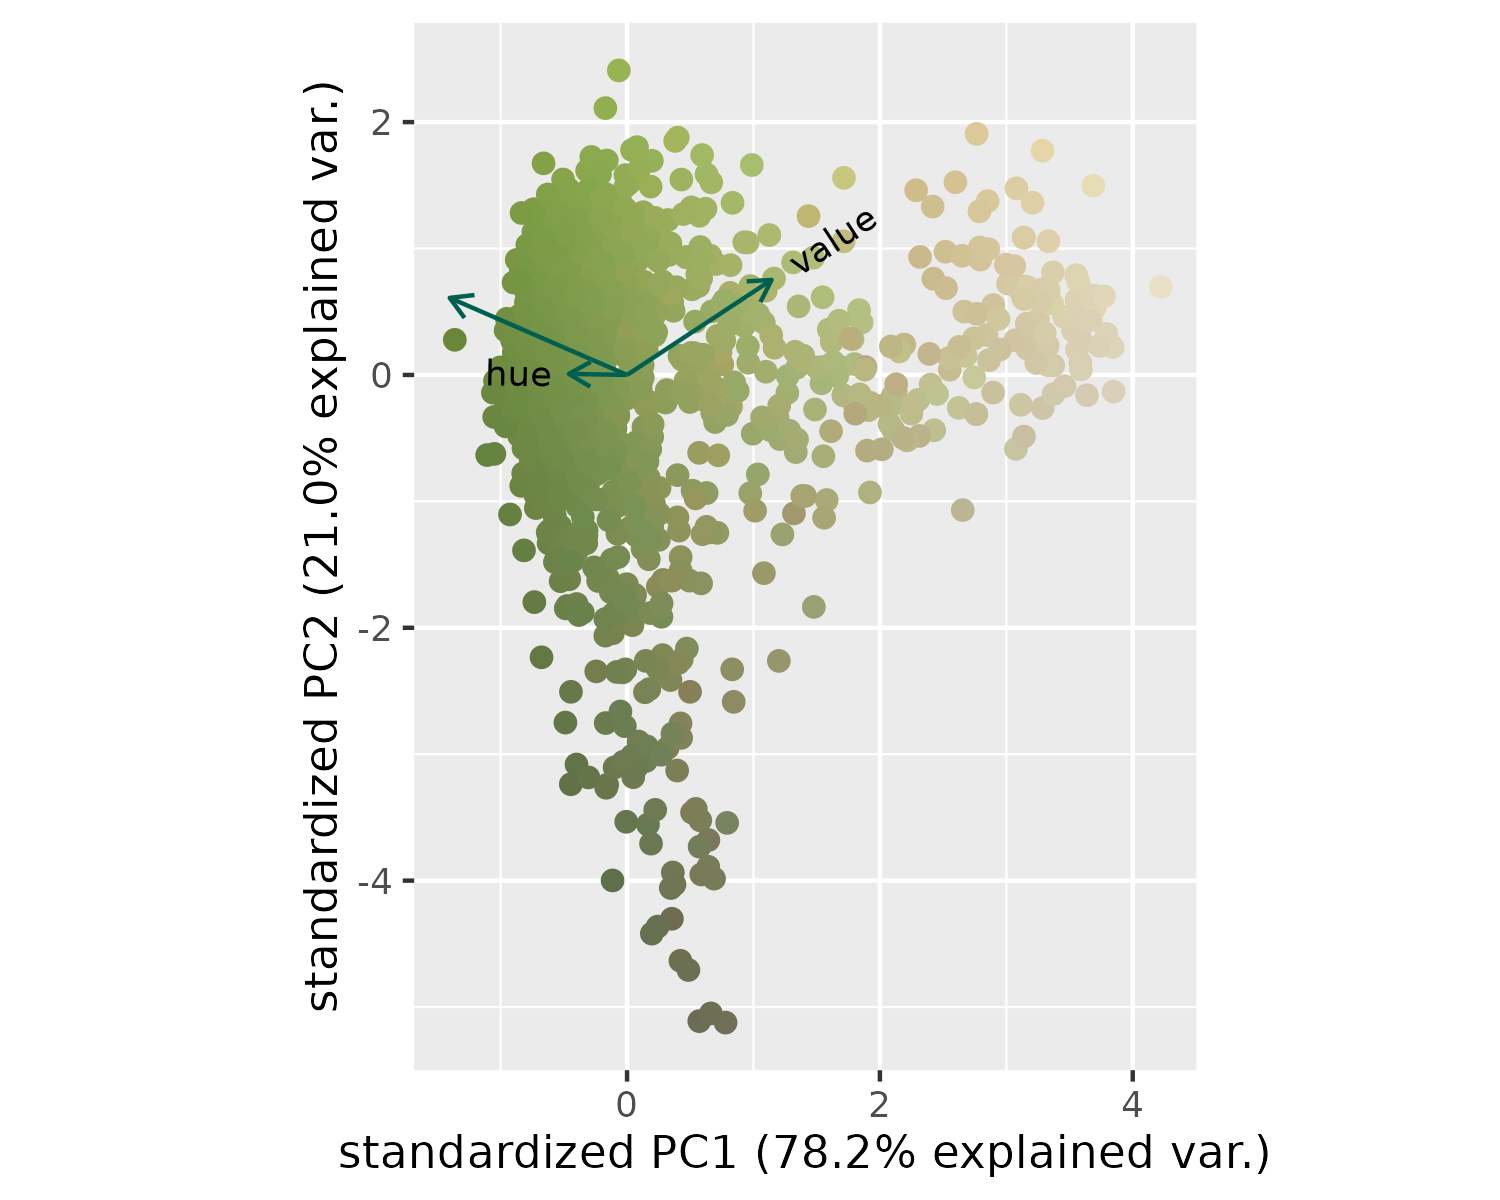 standardized PC2 (21.0% explained var.)
2
0
-2
-4
value
hue
0
2
4
standardized PC1 (78.2% explained var.)